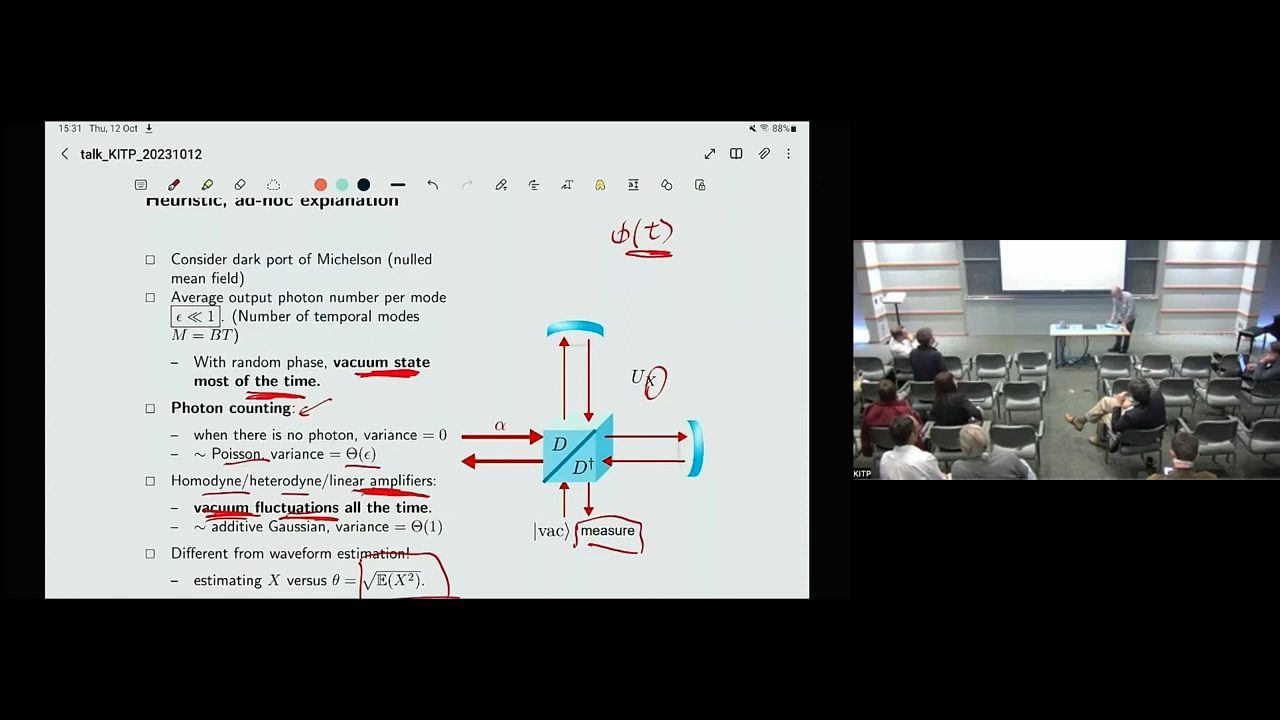 15:31 Thu, 12 Oct
88%
talk_KITP_20231012
Heuristic, ad-hoc explanation
ϕ(t)
Consider dark port of Michelson (nulled
mean field)
Average output photon number per mode
ϵ ≪ 1. (Number of temporal modes
M = BT)
– With random phase, vacuum state
most of the time.
Photon counting:
– when there is no photon, variance = 0
– ∼ Poisson, variance = Θ(ϵ)
Homodyne/heterodyne/linear amplifiers:
– vacuum fluctuations all the time.
– ∼ additive Gaussian, variance = Θ(1)
Different from waveform estimation!
– estimating X versus θ = √𝔼(X²).
U_X
α
D
D†
|vac⟩
measure
KITP